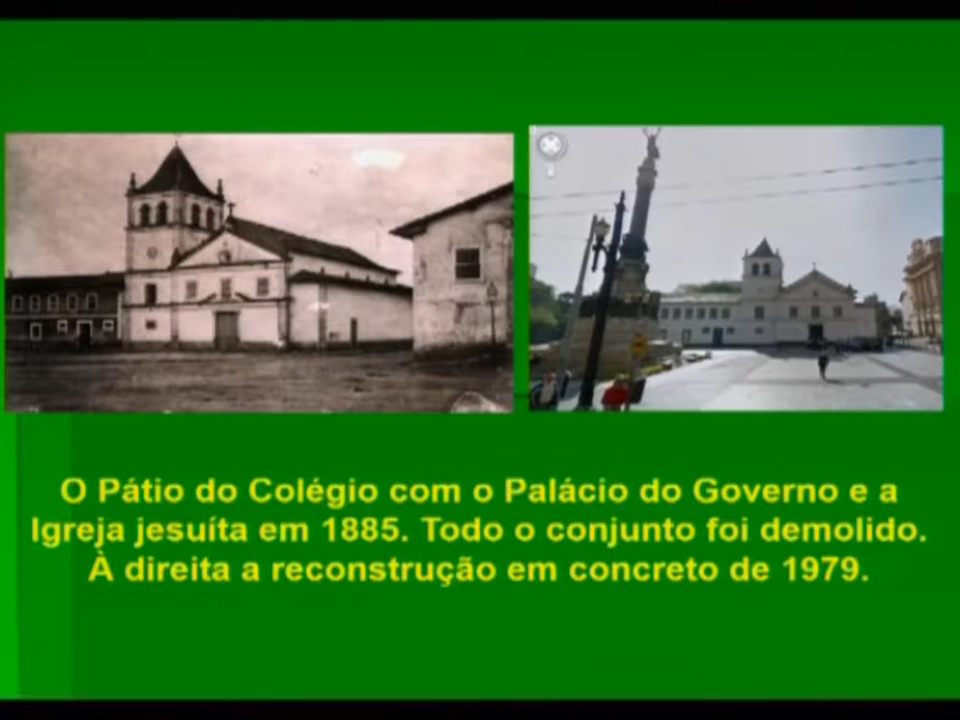 O Pátio do Colégio com o Palácio do Governo e a
Igreja jesuíta em 1885. Todo o conjunto foi demolido.
À direita a reconstrução em concreto de 1979.